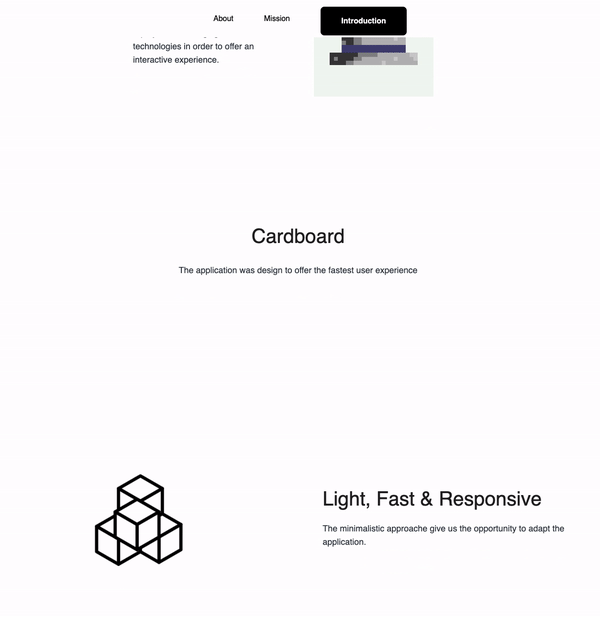 About
Mission
Introduction
technologies in order to offer an
interactive experience.
Cardboard
The application was design to offer the fastest user experience
Light, Fast & Responsive
The minimalistic approache give us the opportunity to adapt the
application.